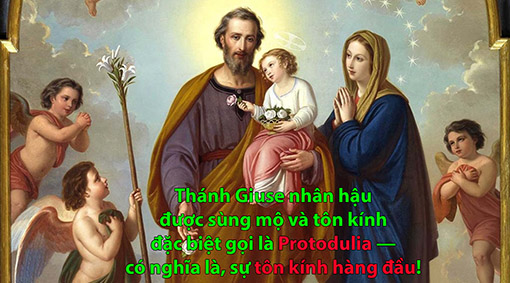 Thánh Giuse nhân hậu
được sùng mộ và tôn kính
đặc biệt gọi là Protodulia —
có nghĩa là, sự tôn kính hàng đầu!